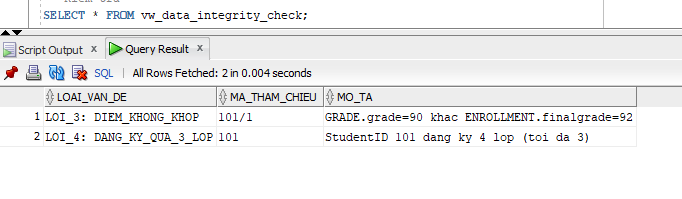 SELECT * FROM vw_data_integrity_check;
Script Output x Query Result x
SQL | All Rows Fetched: 2 in 0.004 seconds
LOAI_VAN_DE MA_THAM_CHIEU MO_TA
1 LOI_3: DIEM_KHONG_KHOP 101/1 GRADE.grade=90 khac ENROLLMENT.finalgrade=92
2 LOI_4: DANG_KY_QUA_3_LOP 101 StudentID 101 dang ky 4 lop (toi da 3)